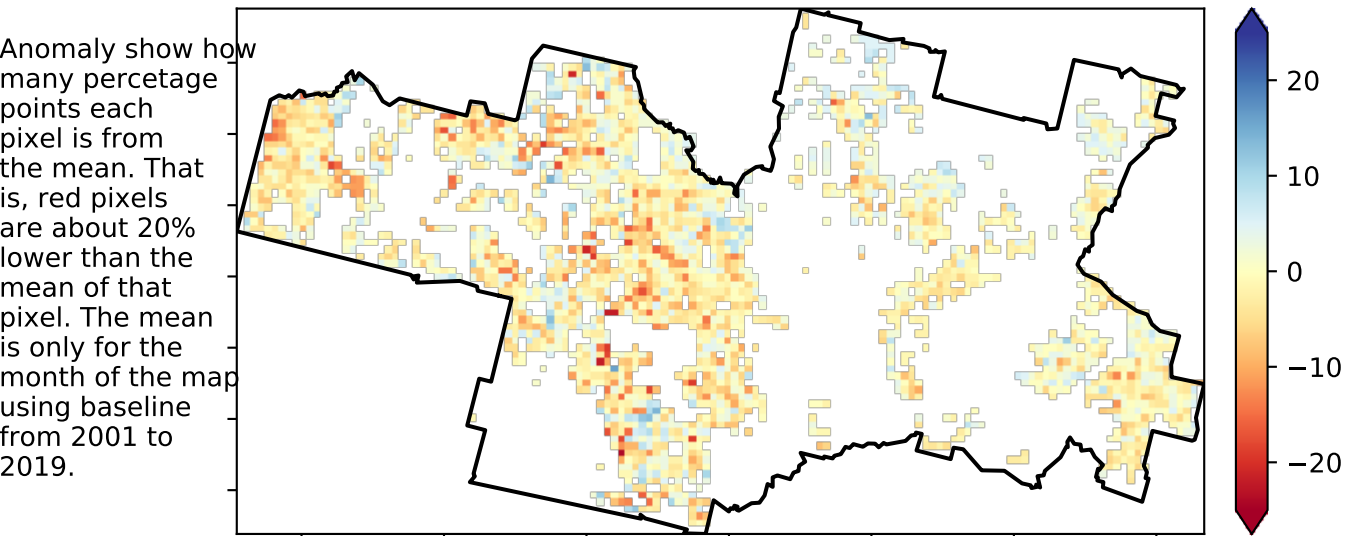 Anomaly show how
many percetage
points each
pixel is from
the mean. That
is, red pixels
are about 20%
lower than the
mean of that
pixel. The mean
is only for the
month of the map
using baseline
from 2001 to
2019.
20
10
0
−10
−20